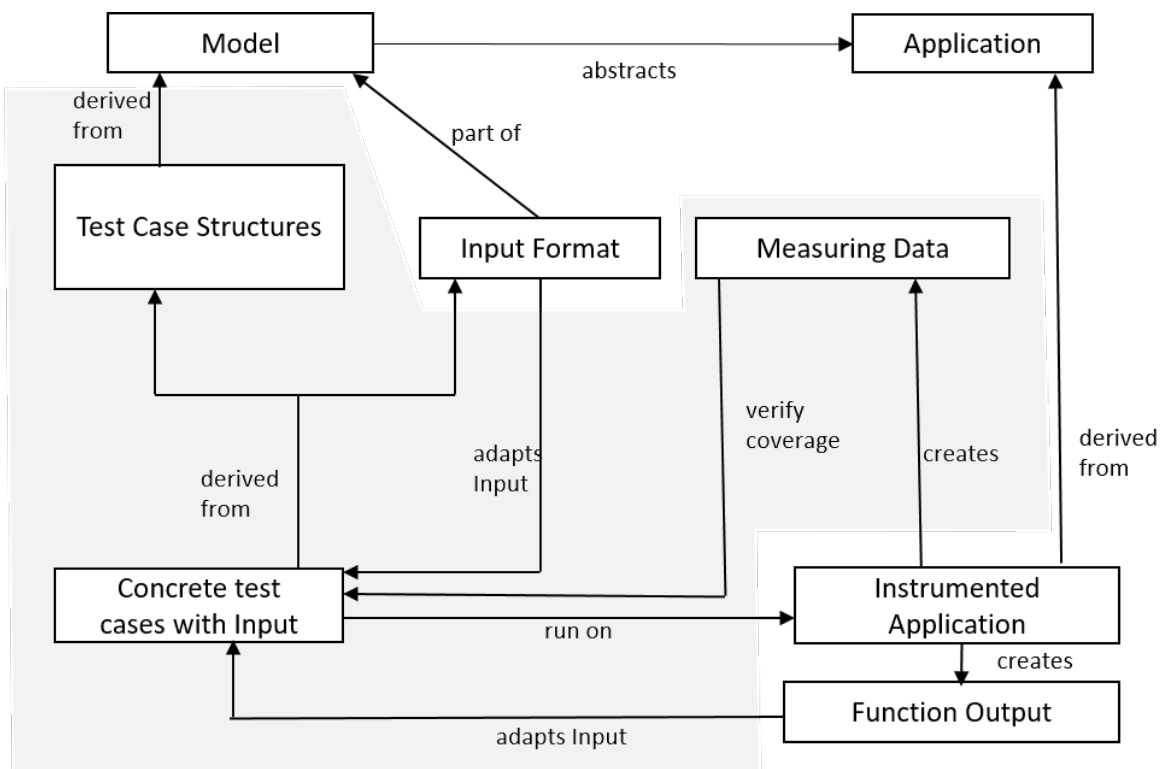 Model
Application
abstracts
derived
from
part of
Test Case Structures
Input Format
Measuring Data
verify
coverage
adapts
Input
creates
derived
from
derived
from
Concrete test
cases with Input
run on
Instrumented
Application
creates
Function Output
adapts Input